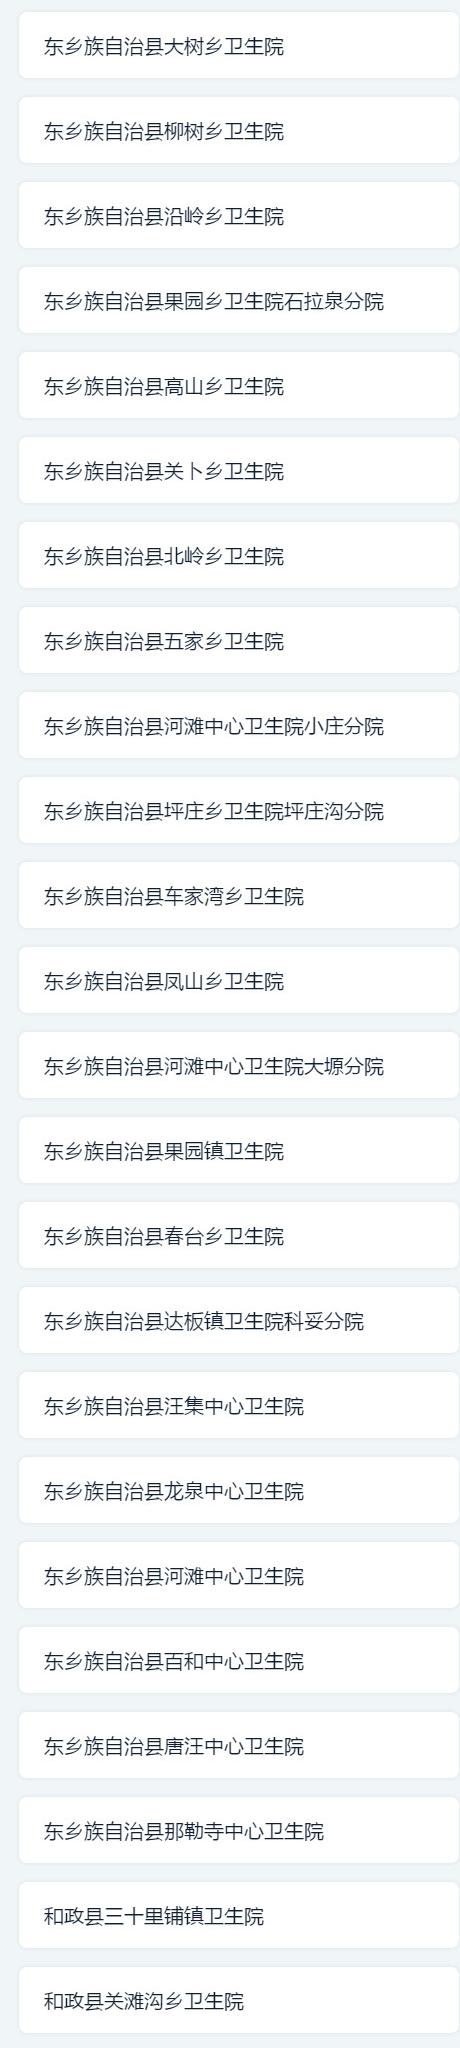 东乡族自治县大树乡卫生院
东乡族自治县柳树乡卫生院
东乡族自治县沿岭乡卫生院
东乡族自治县果园乡卫生院石拉泉分院
东乡族自治县高山乡卫生院
东乡族自治县关卜乡卫生院
东乡族自治县北岭乡卫生院
东乡族自治县五家乡卫生院
东乡族自治县河滩中心卫生院小庄分院
东乡族自治县坪庄乡卫生院坪庄沟分院
东乡族自治县车家湾乡卫生院
东乡族自治县凤山乡卫生院
东乡族自治县河滩中心卫生院大塬分院
东乡族自治县果园镇卫生院
东乡族自治县春台乡卫生院
东乡族自治县达板镇卫生院科妥分院
东乡族自治县汪集中心卫生院
东乡族自治县龙泉中心卫生院
东乡族自治县河滩中心卫生院
东乡族自治县百和中心卫生院
东乡族自治县唐汪中心卫生院
东乡族自治县那勒寺中心卫生院
和政县三十里铺镇卫生院
和政县关滩沟乡卫生院